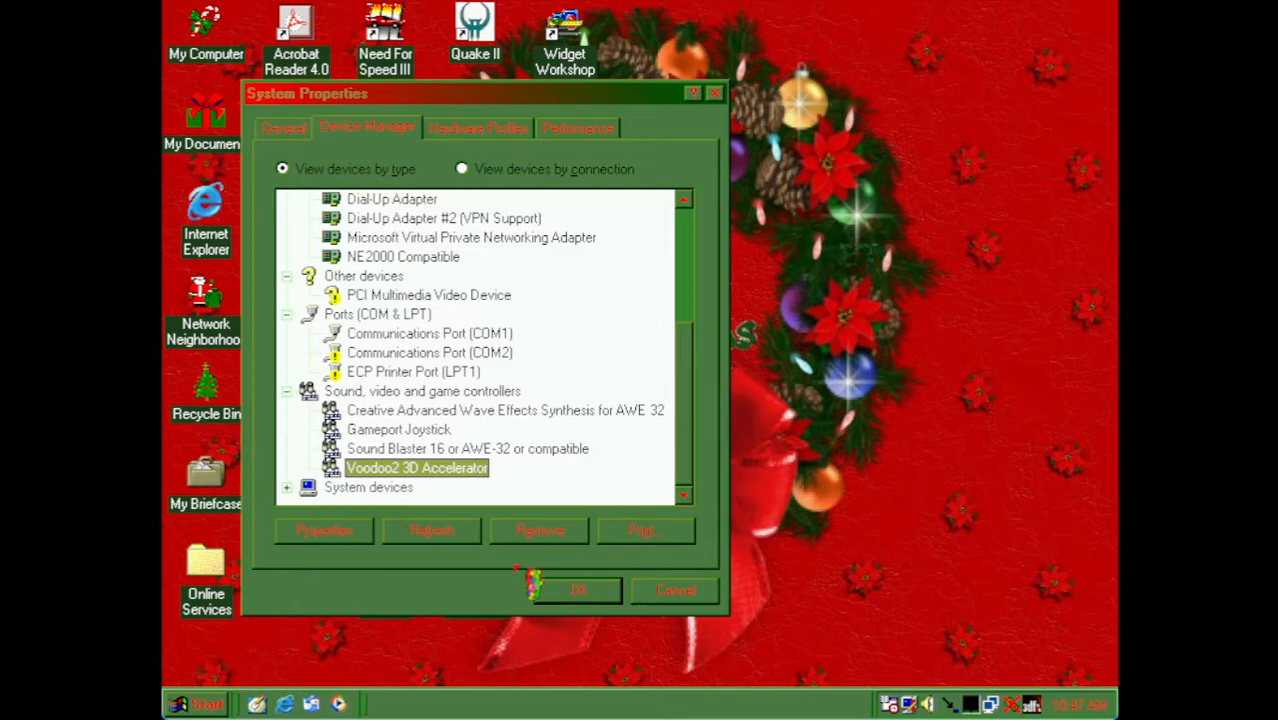 My Computer
Acrobat
Reader 4.0
Need For
Speed III
Quake II
Widget
Workshop
System Properties
My Documen
General
Device Manager
Hardware Profiles
Performance
View devices by type
View devices by connection
Internet
Explorer
Dial-Up Adapter
Dial-Up Adapter #2 (VPN Support)
Microsoft Virtual Private Networking Adapter
NE2000 Compatible
Other devices
PCI Multimedia Video Device
Ports (COM & LPT)
Communications Port (COM1)
Communications Port (COM2)
ECP Printer Port (LPT1)
Sound, video and game controllers
Creative Advanced Wave Effects Synthesis for AWE 32
Gameport Joystick
Sound Blaster 16 or AWE-32 or compatible
Voodoo2 3D Accelerator
System devices
Network
Neighborhoo
Recycle Bin
My Briefcase
Properties
Refresh
Remove
Print...
OK
Cancel
Online
Services
Start
3dfx
10:47 AM